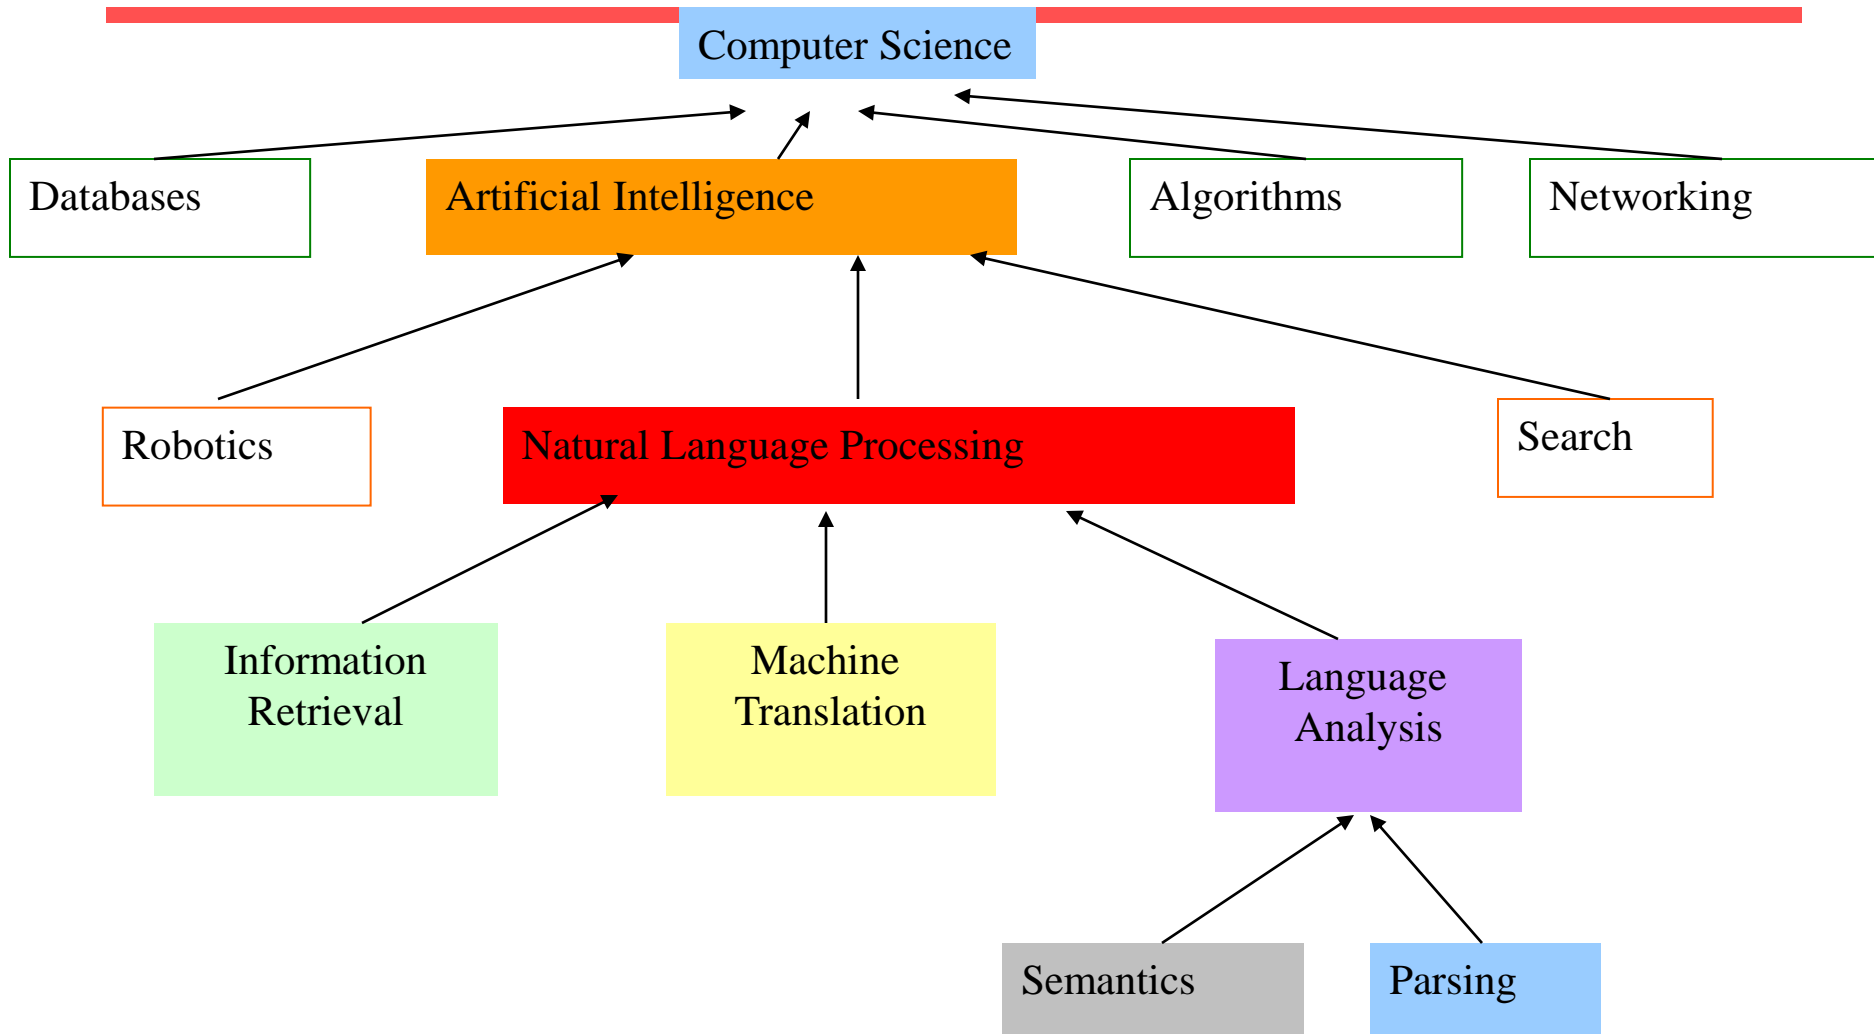 Computer Science
Databases
Artificial Intelligence
Algorithms
Networking
Robotics
Natural Language Processing
Search
Information
Retrieval
Machine
Translation
Language
Analysis
Semantics
Parsing